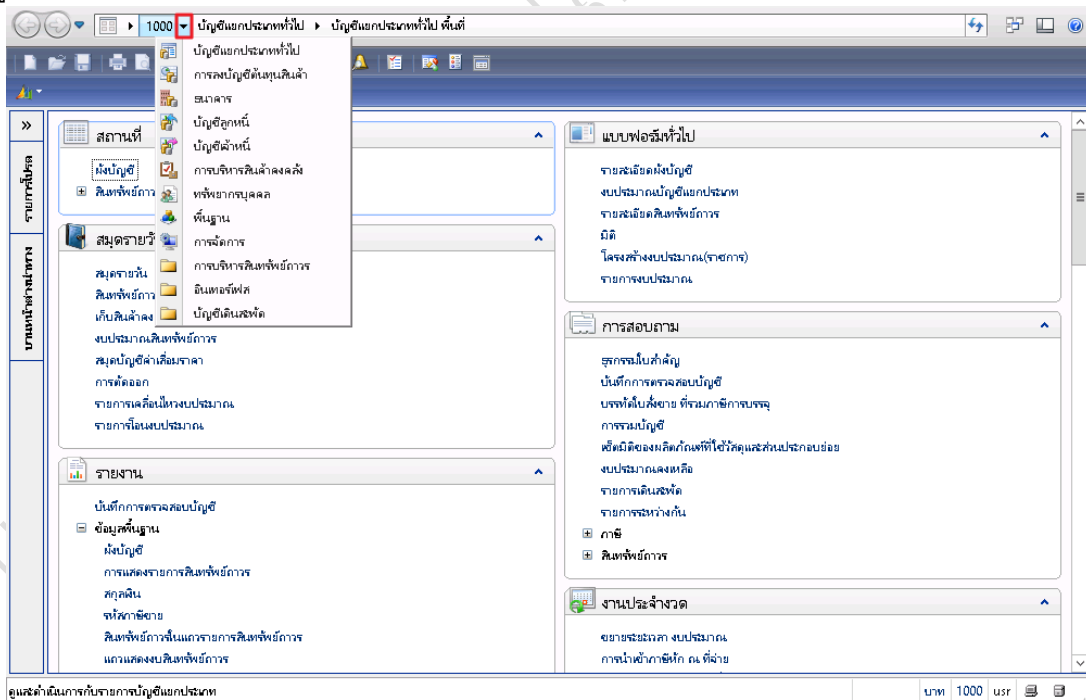 1000 บัญชีแยกประเภททั่วไป บัญชีแยกประเภททั่วไป พื้นที่
บัญชีแยกประเภททั่วไป
การลงบัญชีต้นทุนสินค้า
ธนาคาร
บัญชีลูกหนี้
บัญชีเจ้าหนี้
การบริหารสินค้าคงคลัง
ทรัพยากรบุคคล
พื้นฐาน
การจัดการ
การบริหารสินทรัพย์ถาวร
อินเทอร์เฟส
บัญชีเดินสะพัด
รายการโปรด
บานหน้าต่างนำทาง
สถานที่
ผังบัญชี
สินทรัพย์ถาว
สมุดรายวั
สมุดรายวัน
สินทรัพย์ถาว
เก็บสินค้าคง
งบประมาณสินทรัพย์ถาวร
สมุดบัญชีค่าเสื่อมราคา
การตัดออก
รายการเคลื่อนไหวงบประมาณ
รายการโอนงบประมาณ
รายงาน
บันทึกการตรวจสอบบัญชี
ข้อมูลพื้นฐาน
ผังบัญชี
การแสดงรายการสินทรัพย์ถาวร
สกุลเงิน
รหัสภาษีขาย
สินทรัพย์ถาวรในแถวรายการสินทรัพย์ถาวร
แถวแสดงงบสินทรัพย์ถาวร
แบบฟอร์มทั่วไป
รายละเอียดผังบัญชี
งบประมาณบัญชีแยกประเภท
รายละเอียดสินทรัพย์ถาวร
มิติ
โครงสร้างงบประมาณ(ราชการ)
รายการงบประมาณ
การสอบถาม
ธุรกรรมใบสำคัญ
บันทึกการตรวจสอบบัญชี
บรรทัดใบสั่งขาย ที่รวมภาษีการบรรจุ
การรวมบัญชี
เซ็ตมิติของผลิตภัณฑ์ที่ใช้วัสดุและส่วนประกอบย่อย
งบประมาณคงเหลือ
รายการเดินสะพัด
รายการระหว่างกัน
ภาษี
สินทรัพย์ถาวร
งานประจำงวด
ขยายระยะเวลา งบประมาณ
การนำเข้าภาษีหัก ณ ที่จ่าย
ดูและดำเนินการกับรายการบัญชีแยกประเภท
บาท 1000 usr